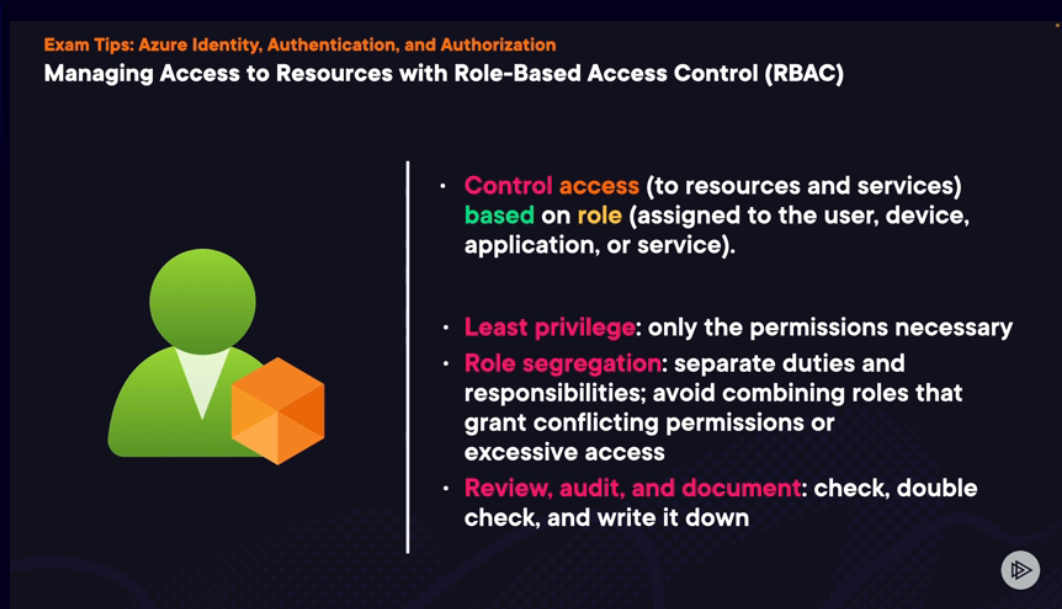 Exam Tips: Azure Identity, Authentication, and Authorization
Managing Access to Resources with Role-Based Access Control (RBAC)
• Control access (to resources and services)
based on role (assigned to the user, device,
application, or service).
• Least privilege: only the permissions necessary
• Role segregation: separate duties and
responsibilities; avoid combining roles that
grant conflicting permissions or
excessive access
• Review, audit, and document: check, double
check, and write it down